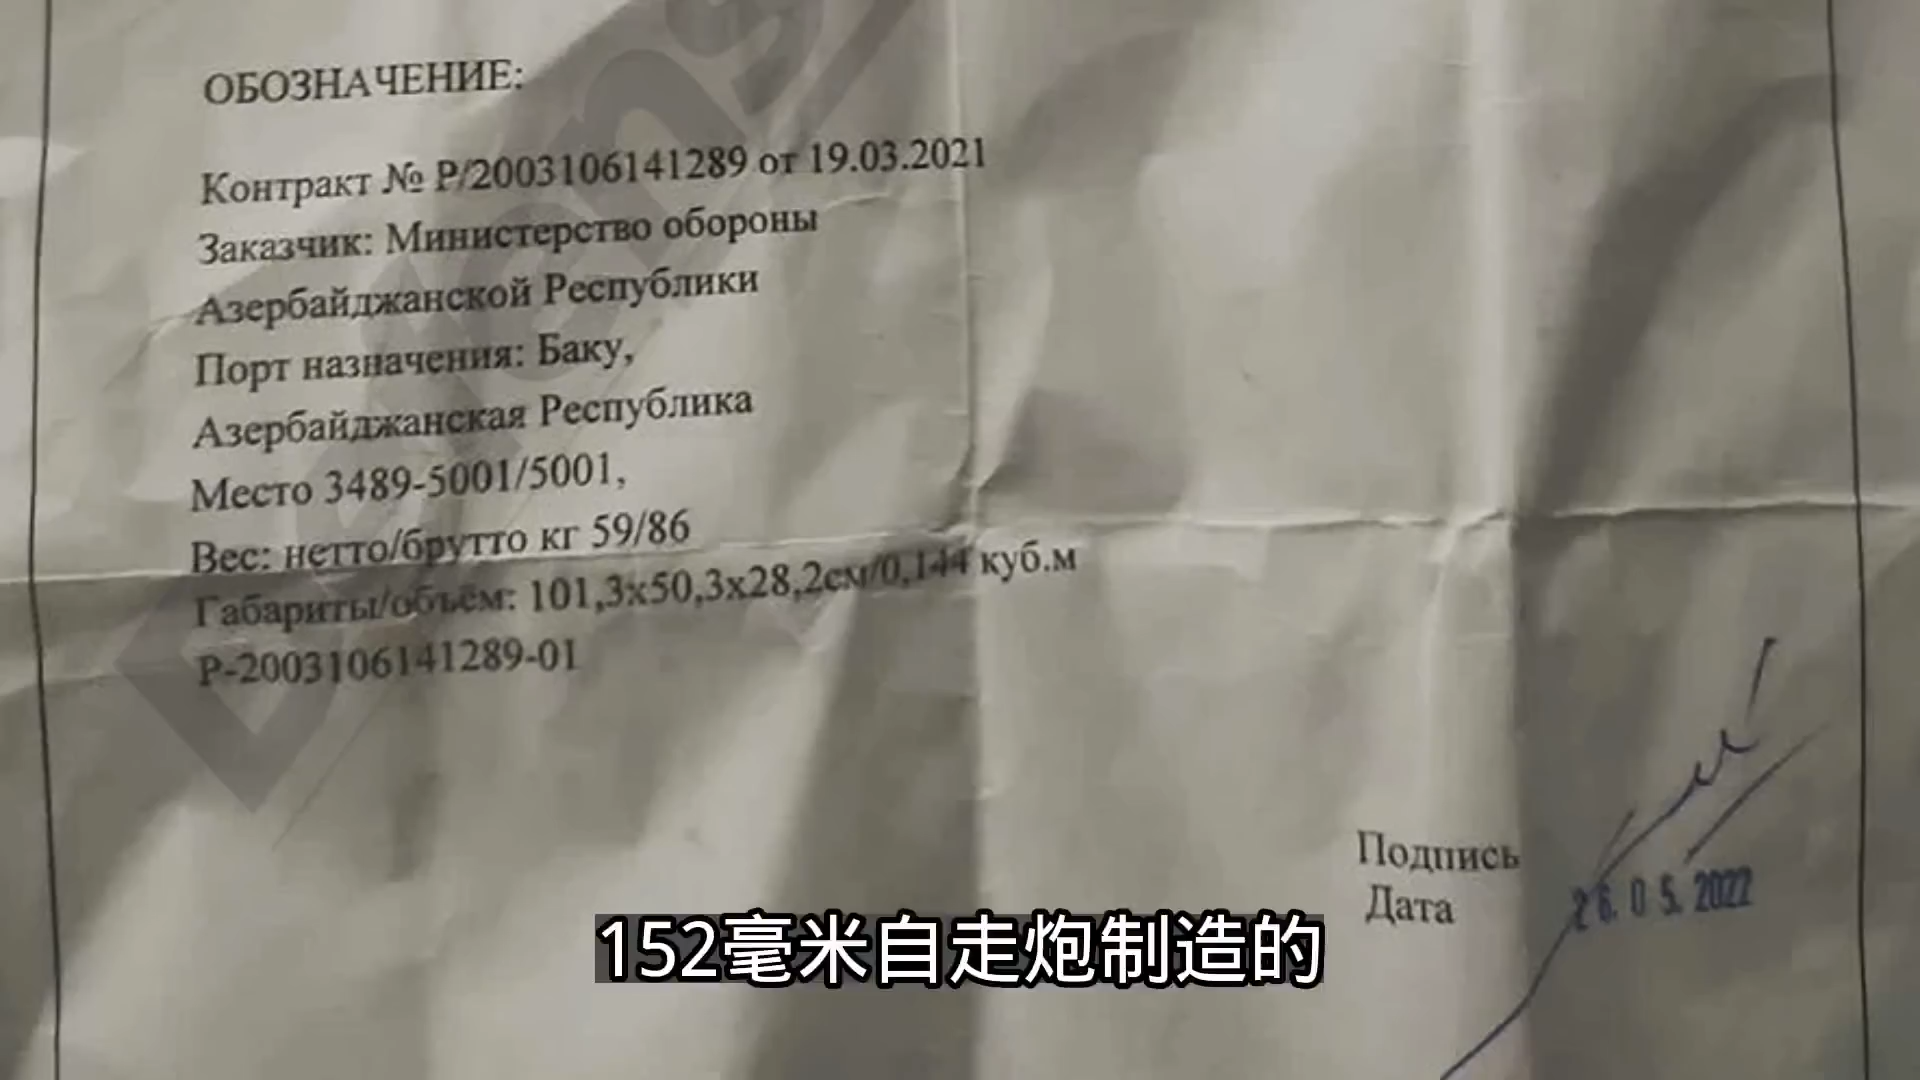 ОБОЗНАЧЕНИЕ:
Контракт № Р/2003106141289 от 19.03.2021
Заказчик: Министерство обороны
Азербайджанской Республики
Порт назначения: Баку,
Азербайджанская Республика
Место 3489-5001/5001,
Вес: нетто/брутто кг 59/86
Габариты/объём: 101,3х50,3х28,2см/0,144 куб.м
Р-2003106141289-01
Подпись
Дата
26.05.2022
152毫米自走炮制造的